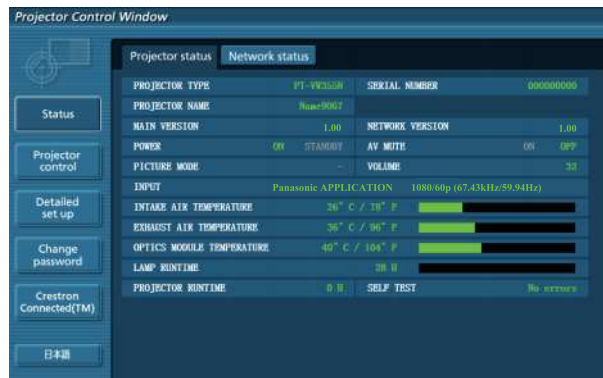 Projector Control Window
Projector status Network status
Status
Projector control
Detailed set up
Change password
Crestron Connected(TM)
日本語
PROJECTOR TYPE PT-VW355N SERIAL NUMBER 000000000
PROJECTOR NAME Name9067
MAIN VERSION 1.00 NETWORK VERSION 1.00
POWER ON STANDBY AV MUTE ON OFF
PICTURE MODE - VOLUME 33
INPUT Panasonic APPLICATION 1080/60p (67.43kHz/59.94Hz)
INTAKE AIR TEMPERATURE 26° C / 78° F
EXHAUST AIR TEMPERATURE 36° C / 96° F
OPTICS MODULE TEMPERATURE 40° C / 104° F
LAMP RUNTIME 28 H
PROJECTOR RUNTIME 0 H SELF TEST No errors